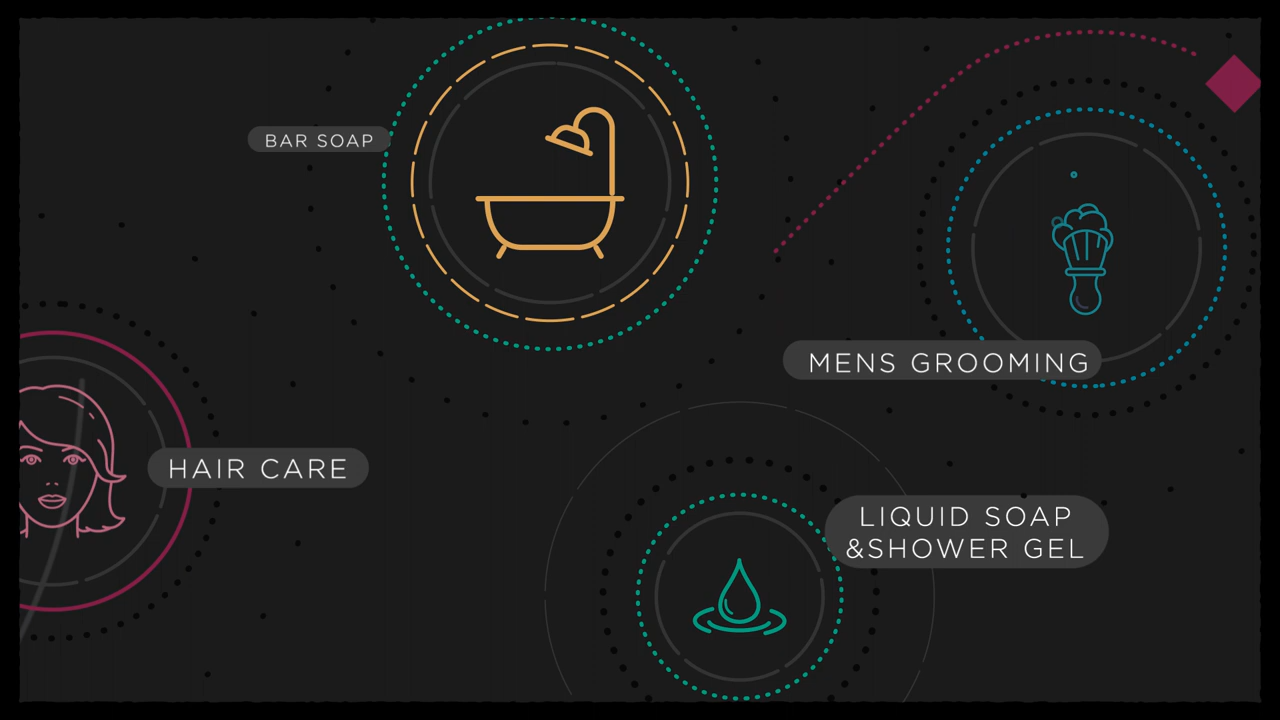 BAR SOAP
MENS GROOMING
HAIR CARE
LIQUID SOAP
&SHOWER GEL